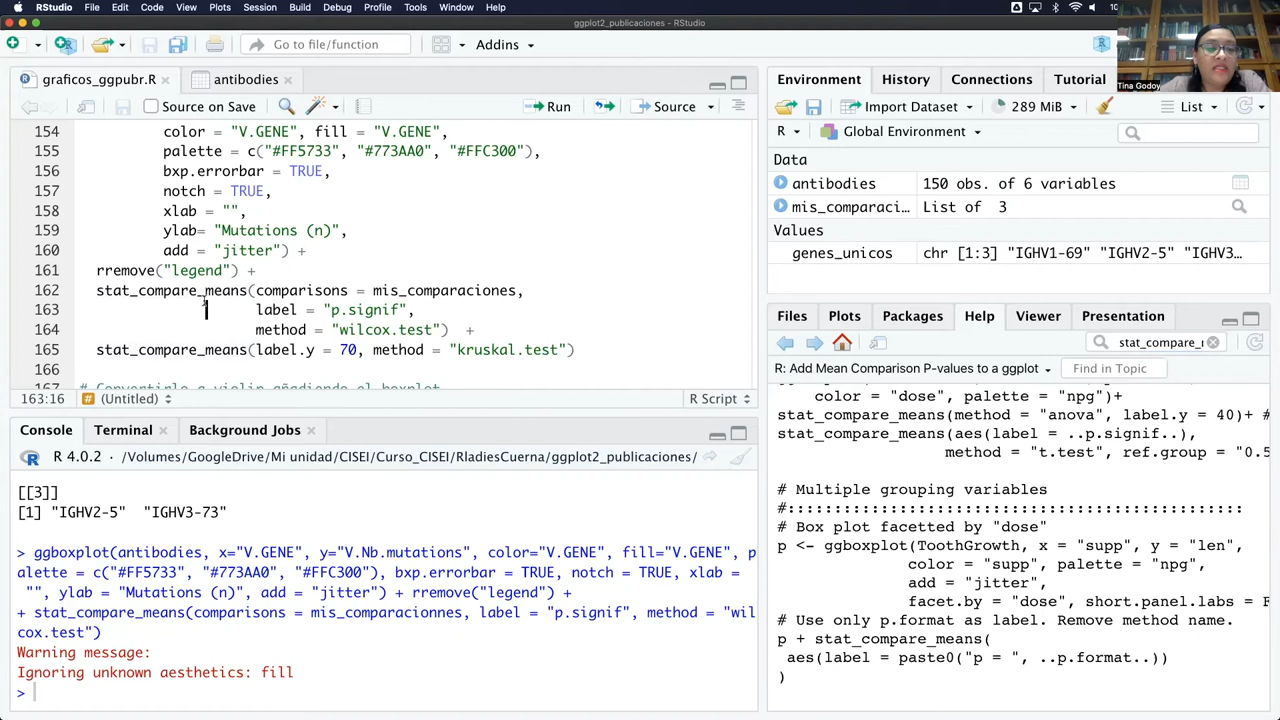 RStudio File Edit Code View Plots Session Build Debug Profile Tools Window Help
ggplot2_publicaciones - RStudio
Go to file/function Addins
Tina Godoy
graficos_ggpubr.R antibodies
Source on Save Run Source
154 color = "V.GENE", fill = "V.GENE",
155 palette = c("#FF5733", "#773AA0", "#FFC300"),
156 bxp.errorbar = TRUE,
157 notch = TRUE,
158 xlab = "",
159 ylab= "Mutations (n)",
160 add = "jitter") +
161 rremove("legend") +
162 stat_compare_means(comparisons = mis_comparaciones,
163 label = "p.signif",
164 method = "wilcox.test") +
165 stat_compare_means(label.y = 70, method = "kruskal.test")
166
167 # Convertirlo a violin añadiendo el boxplot
163:16 # (Untitled) R Script
Console Terminal Background Jobs
R 4.0.2 · /Volumes/GoogleDrive/Mi unidad/CISEI/Curso_CISEI/RladiesCuerna/ggplot2_publicaciones/
[[3]]
[1] "IGHV2-5" "IGHV3-73"
> ggboxplot(antibodies, x="V.GENE", y="V.Nb.mutations", color="V.GENE", fill="V.GENE", p
alette = c("#FF5733", "#773AA0", "#FFC300"), bxp.errorbar = TRUE, notch = TRUE, xlab =
"", ylab = "Mutations (n)", add = "jitter") + rremove("legend") +
+ stat_compare_means(comparisons = mis_comparacionnes, label = "p.signif", method = "wil
cox.test")
Warning message:
Ignoring unknown aesthetics: fill
>
Environment History Connections Tutorial
Import Dataset 289 MiB List
R Global Environment
Data
antibodies 150 obs. of 6 variables
mis_comparaci… List of 3
Values
genes_unicos chr [1:3] "IGHV1-69" "IGHV2-5" "IGHV3…
Files Plots Packages Help Viewer Presentation
stat_compare_
R: Add Mean Comparison P-values to a ggplot Find in Topic
color = "dose", palette = "npg")+
stat_compare_means(method = "anova", label.y = 40)+ #
stat_compare_means(aes(label = ..p.signif..),
method = "t.test", ref.group = "0.5
# Multiple grouping variables
#::::::::::::::::::::::::::::::::::::::::::::::::
# Box plot facetted by "dose"
p <- ggboxplot(ToothGrowth, x = "supp", y = "len",
color = "supp", palette = "npg",
add = "jitter",
facet.by = "dose", short.panel.labs = F
# Use only p.format as label. Remove method name.
p + stat_compare_means(
aes(label = paste0("p = ", ..p.format..))
)